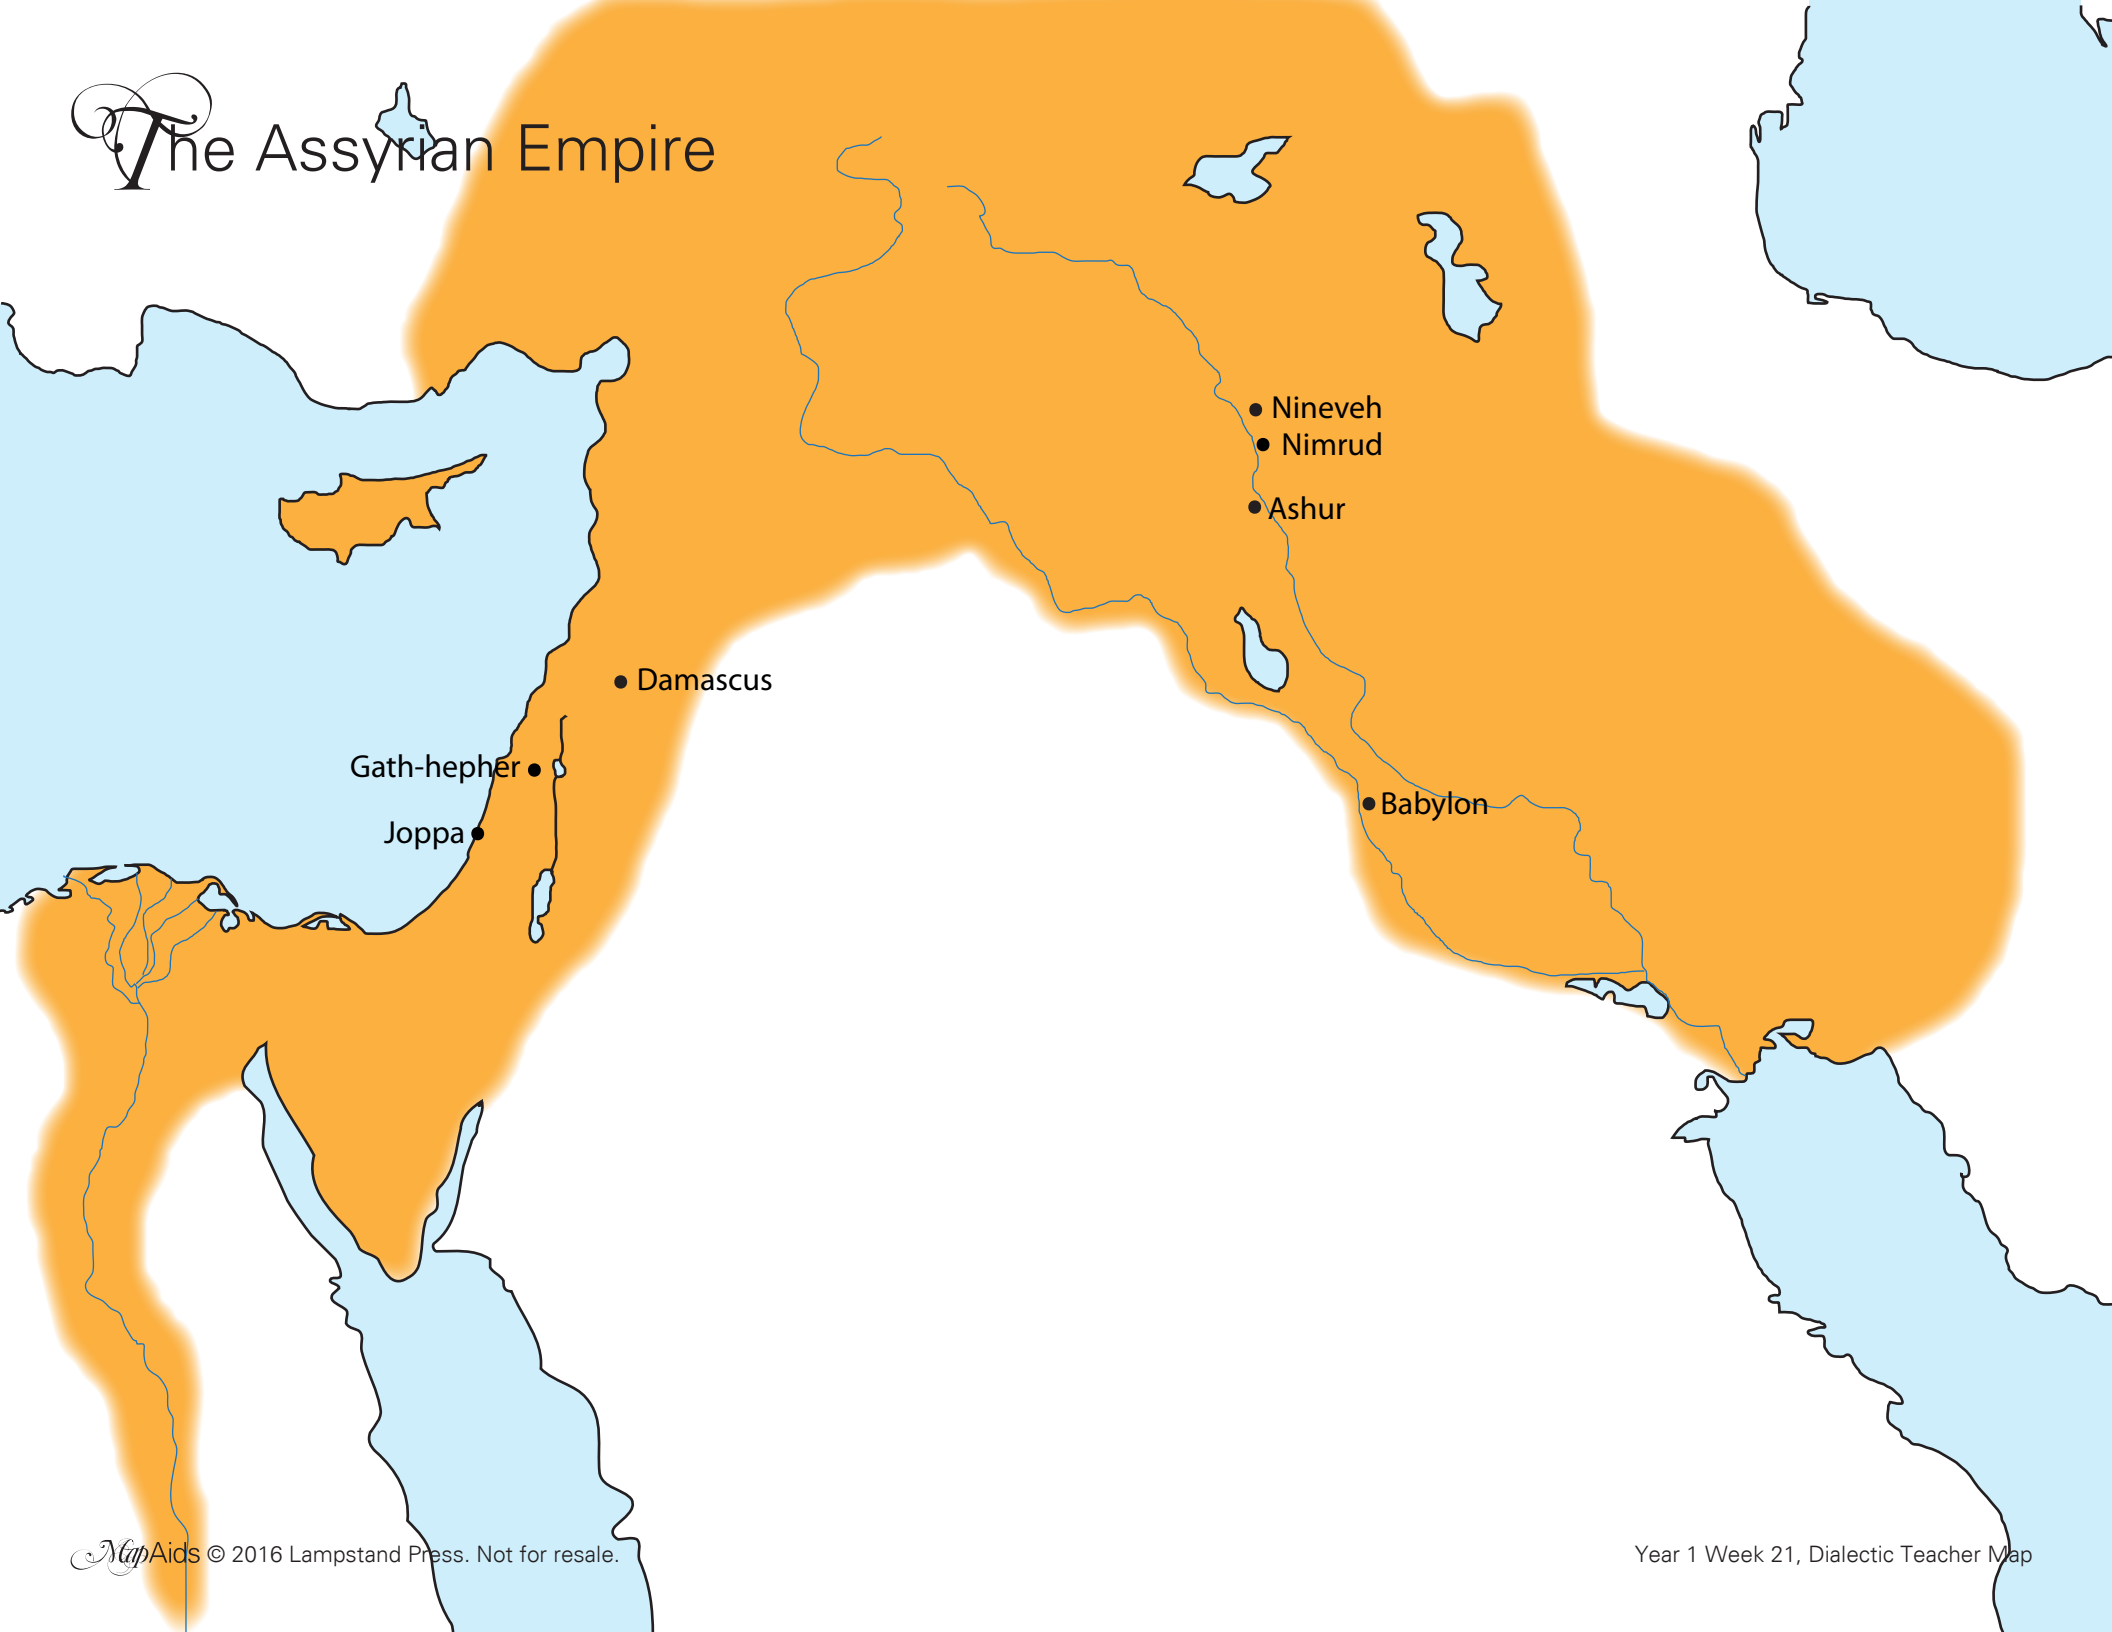 The Assyrian Empire
Nineveh
Nimrud
Ashur
Damascus
Gath-hepher
Babylon
Joppa
MapAids © 2016 Lampstand Press. Not for resale.
Year 1 Week 21, Dialectic Teacher Map